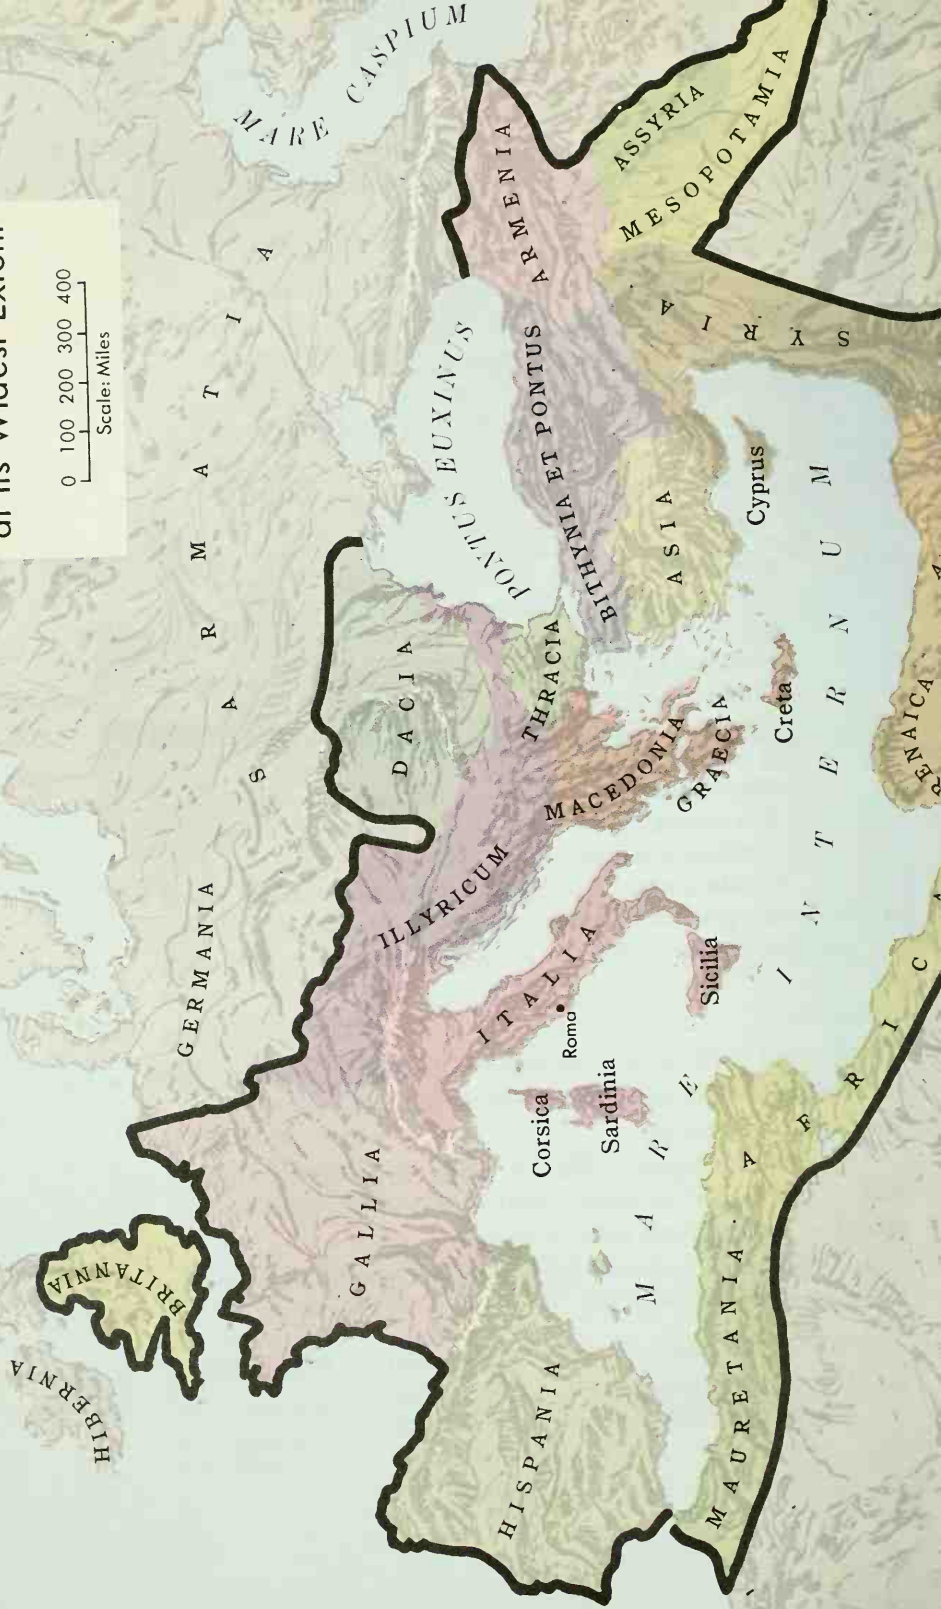 at its Widest Extent
0 100 200 300 400
Scale: Miles
MARE CASPIUM
SARMATIA
GERMANIA
HIBERNIA
BRITANNIA
GALLIA
HISPANIA
MAURETANIA
AFRICA
ITALIA
Roma
Corsica
Sardinia
Sicilia
ILLYRICUM
DACIA
THRACIA
MACEDONIA
GRAECIA
Creta
PONTUS EUXINUS
BITHYNIA ET PONTUS
ASIA
Cyprus
ARMENIA
ASSYRIA
MESOPOTAMIA
SYRIA
MARE INTERNUM
RENAICA